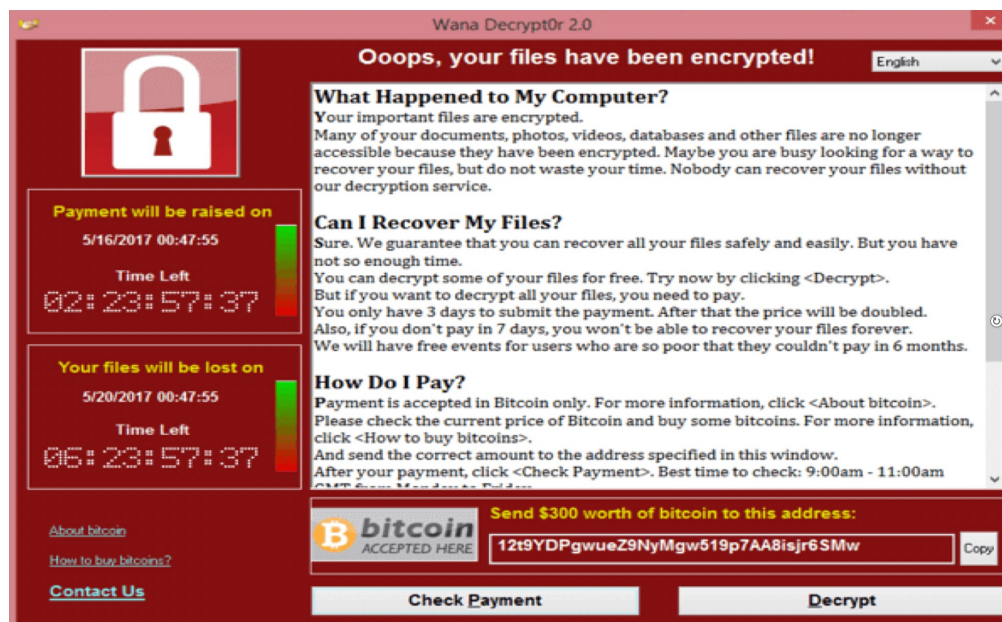 Wana Decrypt0r 2.0
Ooops, your files have been encrypted!
English
Payment will be raised on
5/16/2017 00:47:55
Time Left
02:23:57:37
Your files will be lost on
5/20/2017 00:47:55
Time Left
06:23:57:37
About bitcoin
How to buy bitcoins?
Contact Us
What Happened to My Computer?
Your important files are encrypted.
Many of your documents, photos, videos, databases and other files are no longer
accessible because they have been encrypted. Maybe you are busy looking for a way to
recover your files, but do not waste your time. Nobody can recover your files without
our decryption service.
Can I Recover My Files?
Sure. We guarantee that you can recover all your files safely and easily. But you have
not so enough time.
You can decrypt some of your files for free. Try now by clicking <Decrypt>.
But if you want to decrypt all your files, you need to pay.
You only have 3 days to submit the payment. After that the price will be doubled.
Also, if you don't pay in 7 days, you won't be able to recover your files forever.
We will have free events for users who are so poor that they couldn't pay in 6 months.
How Do I Pay?
Payment is accepted in Bitcoin only. For more information, click <About bitcoin>.
Please check the current price of Bitcoin and buy some bitcoins. For more information,
click <How to buy bitcoins>.
And send the correct amount to the address specified in this window.
After your payment, click <Check Payment>. Best time to check: 9:00am - 11:00am
GMT from Monday to Friday.
bitcoin
ACCEPTED HERE
Send $300 worth of bitcoin to this address:
12t9YDPgwueZ9NyMgw519p7AA8isjr6SMw
Copy
Check Payment
Decrypt